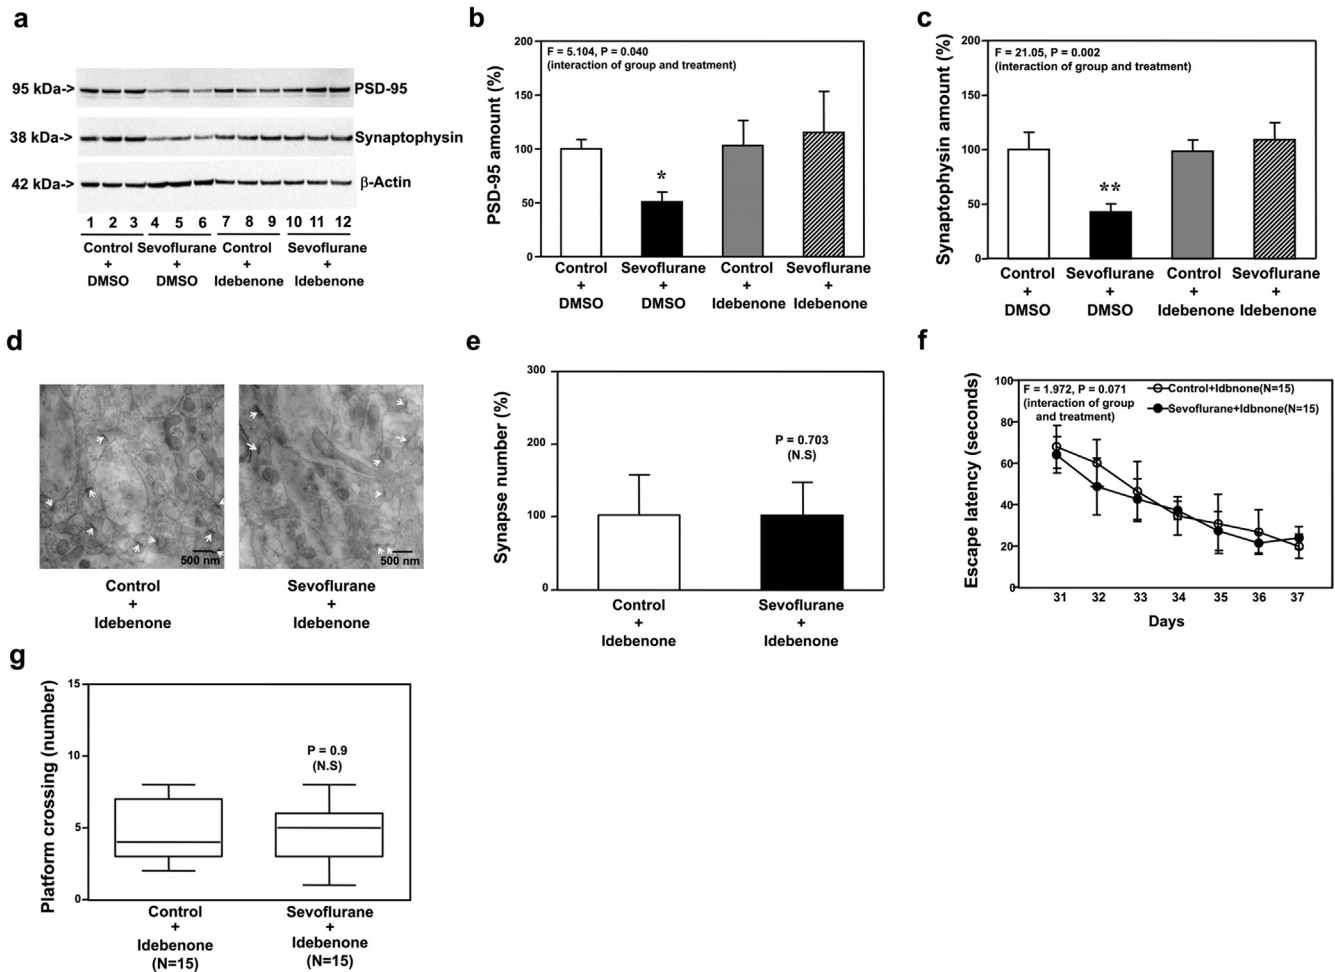 a
95 kDa-> PSD-95
38 kDa-> Synaptophysin
42 kDa-> β-Actin
1 2 3 4 5 6 7 8 9 10 11 12
Control Sevoflurane Control Sevoflurane
+ + + +
DMSO DMSO Idebenone Idebenone
b
PSD-95 amount (%)
200
150
100
50
0
F = 5.104, P = 0.040
(interaction of group and treatment)
*
Control Sevoflurane Control Sevoflurane
+ + + +
DMSO DMSO Idebenone Idebenone
c
Synaptophysin amount (%)
200
150
100
50
0
F = 21.05, P = 0.002
(interaction of group and treatment)
**
Control Sevoflurane Control Sevoflurane
+ + + +
DMSO DMSO Idebenone Idebenone
d
500 nm 500 nm
Control Sevoflurane
+ +
Idebenone Idebenone
e
Synapse number (%)
300
200
100
0
P = 0.703
(N.S)
Control Sevoflurane
+ +
Idebenone Idebenone
f
Escape latency (seconds)
100
80
60
40
20
0
F = 1.972, P = 0.071
(interaction of group
and treatment)
Control+Idbnone(N=15)
Sevoflurane+Idbnone(N=15)
31 32 33 34 35 36 37
Days
g
Platform crossing (number)
15
10
5
0
P = 0.9
(N.S)
Control Sevoflurane
+ +
Idebenone Idebenone
(N=15) (N=15)